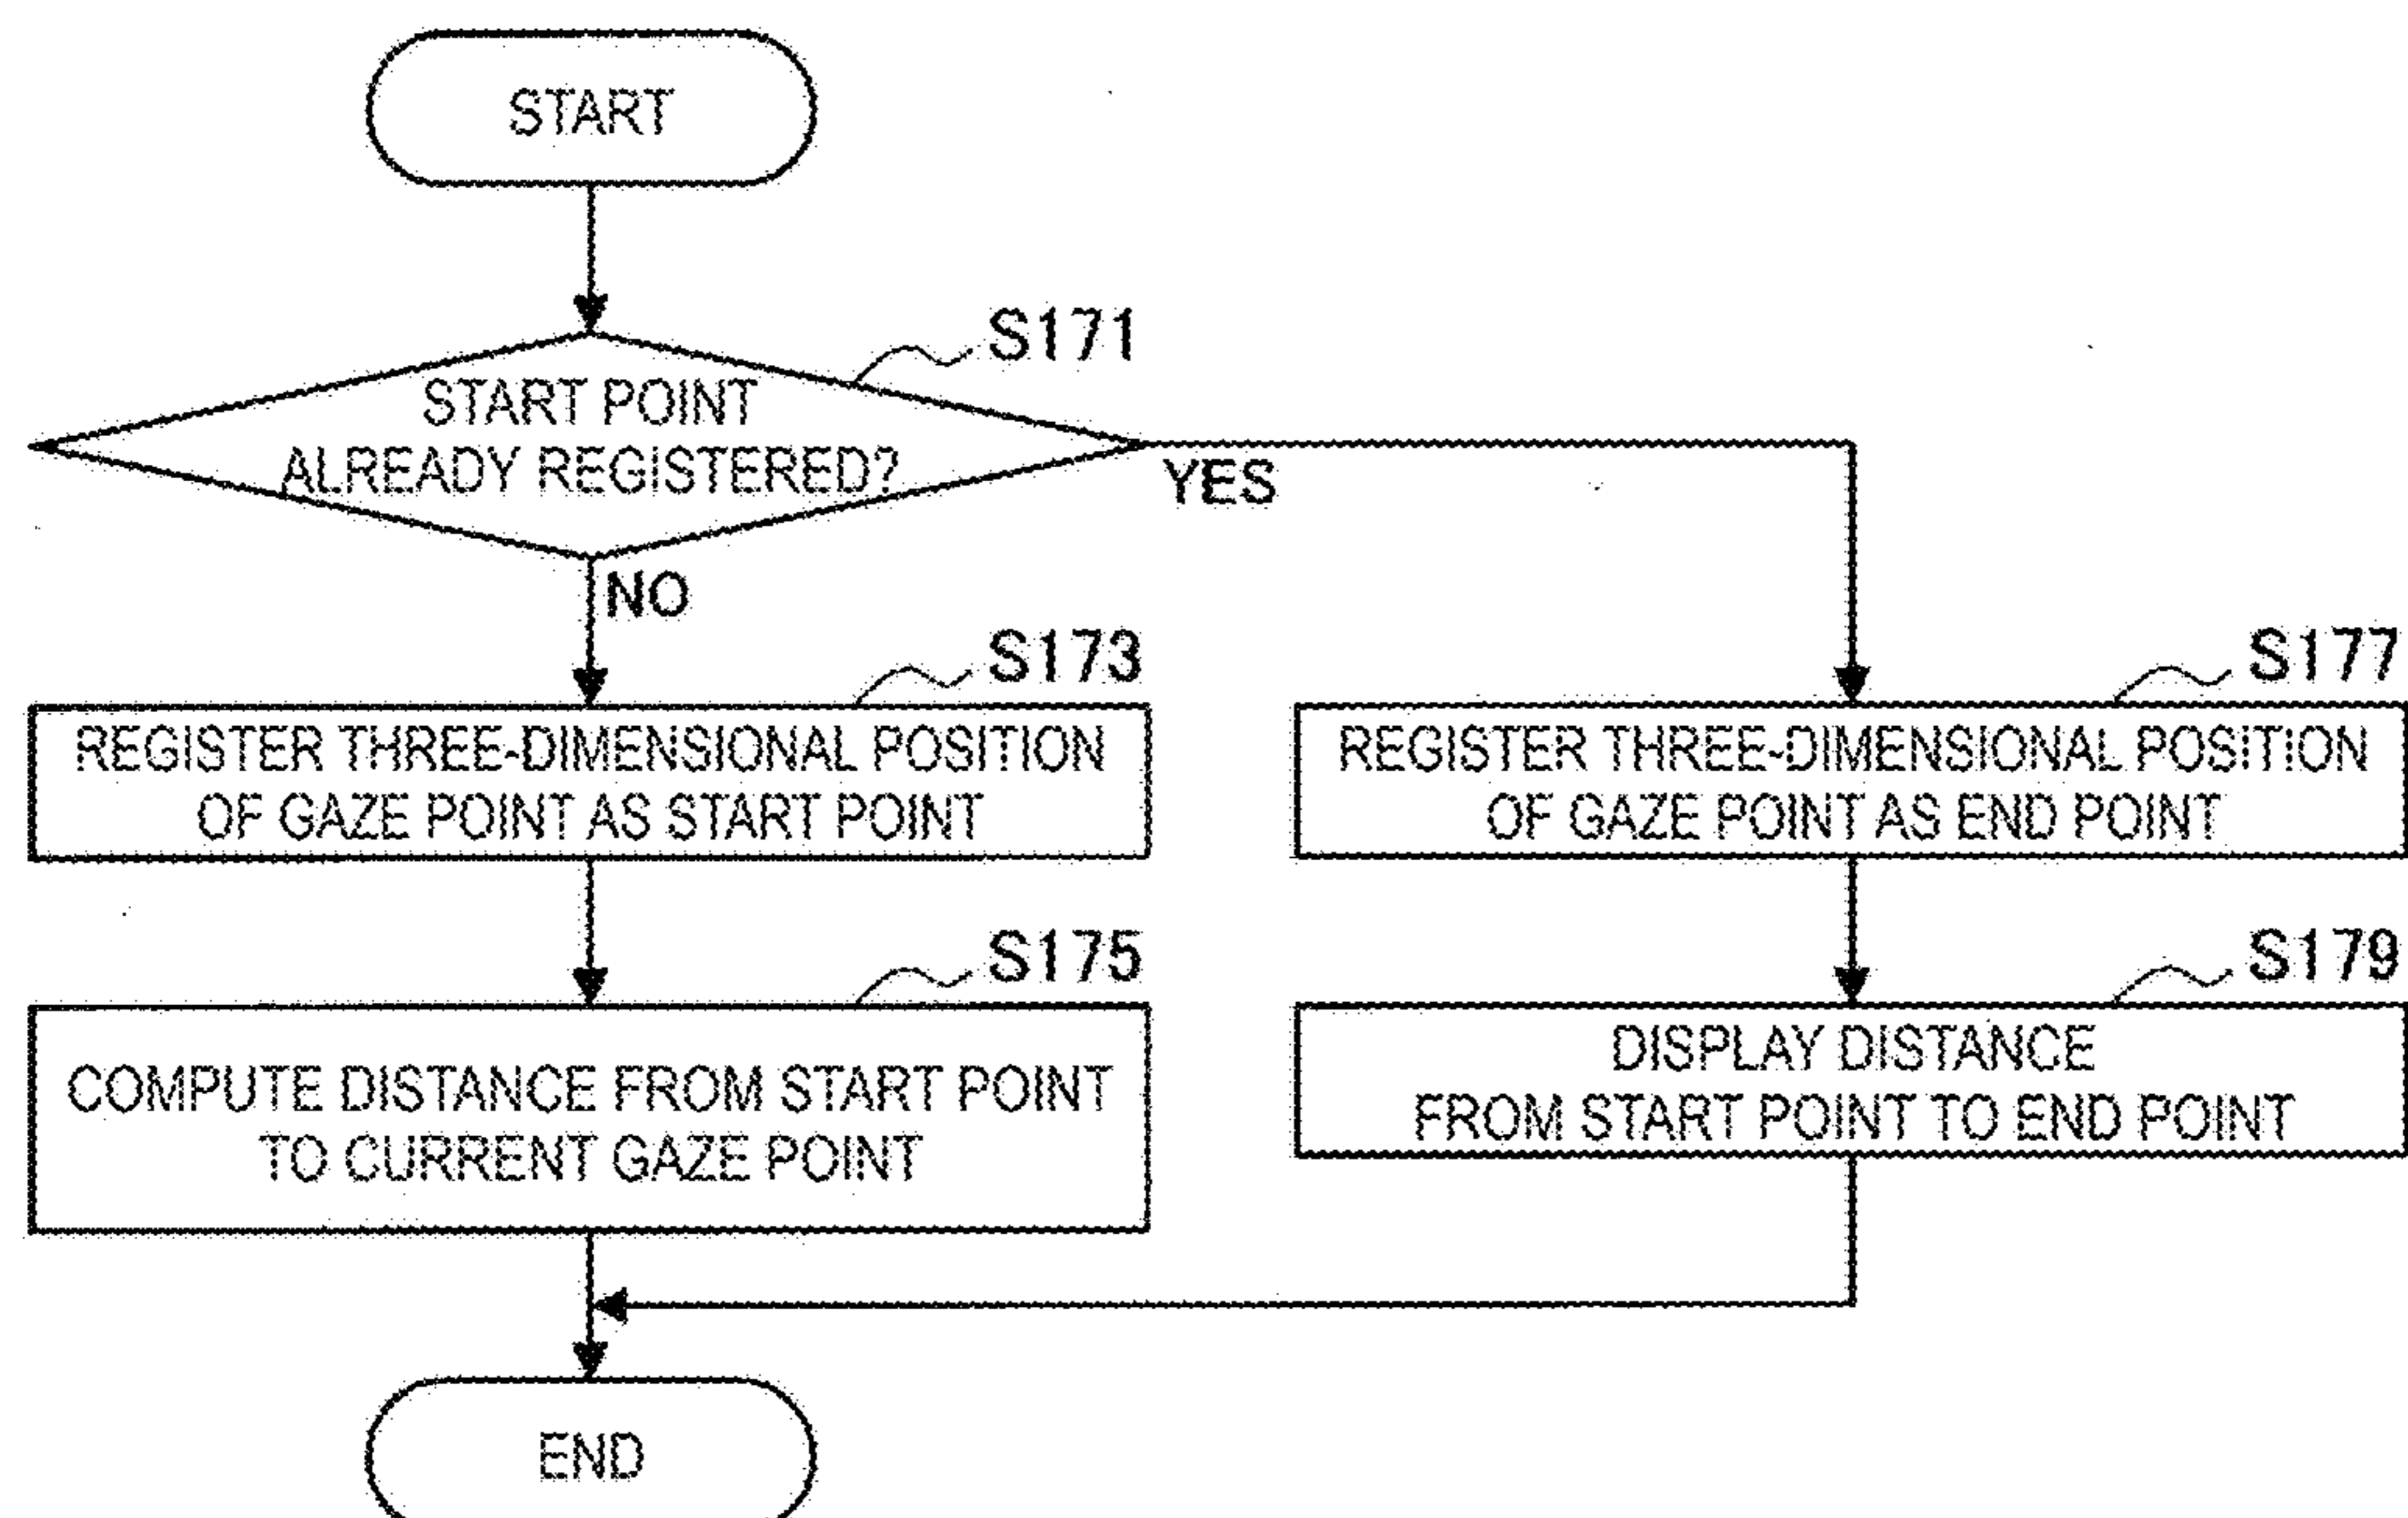 START
S171
START POINT
ALREADY REGISTERED?
YES
NO
S173
REGISTER THREE-DIMENSIONAL POSITION
OF GAZE POINT AS START POINT
S177
REGISTER THREE-DIMENSIONAL POSITION
OF GAZE POINT AS END POINT
S175
COMPUTE DISTANCE FROM START POINT
TO CURRENT GAZE POINT
S179
DISPLAY DISTANCE
FROM START POINT TO END POINT
END